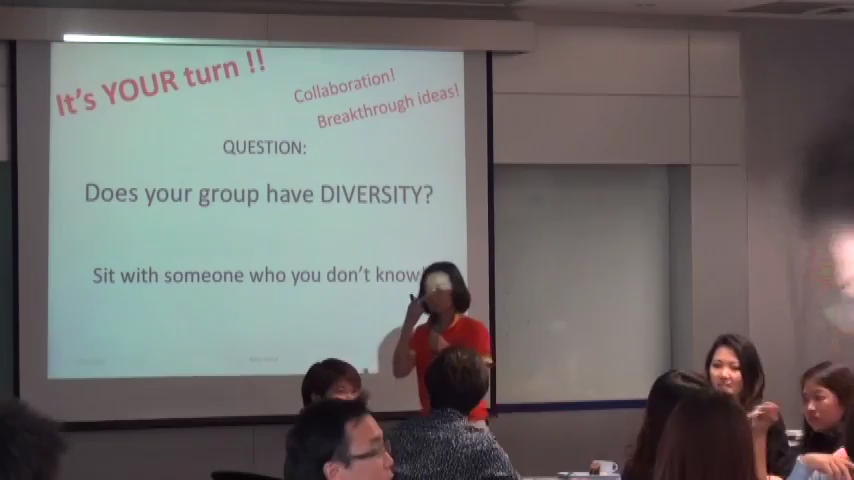 It's YOUR turn !!
Collaboration!
Breakthrough ideas!
QUESTION:
Does your group have DIVERSITY?
Sit with someone who you don't know!